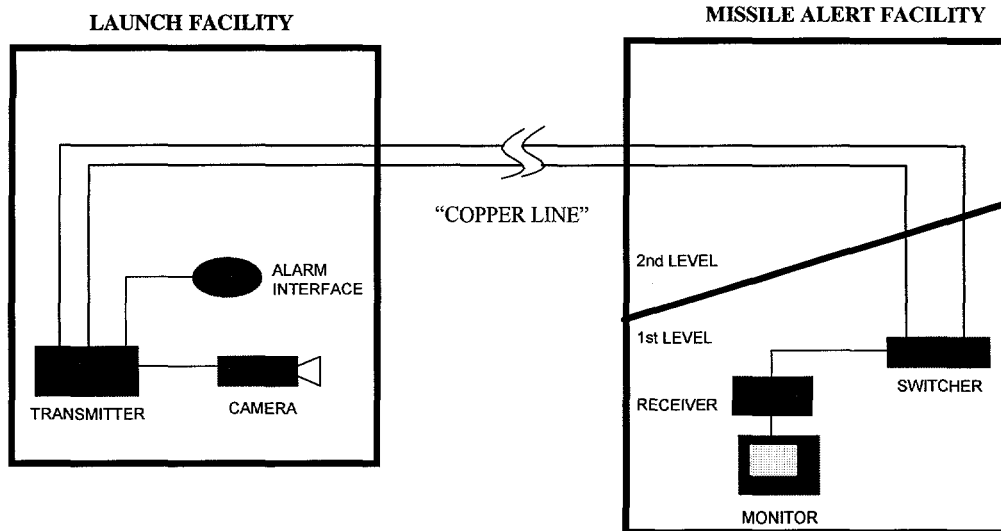 LAUNCH FACILITY
MISSILE ALERT FACILITY
“COPPER LINE”
ALARM
INTERFACE
TRANSMITTER
CAMERA
2nd LEVEL
1st LEVEL
SWITCHER
RECEIVER
MONITOR